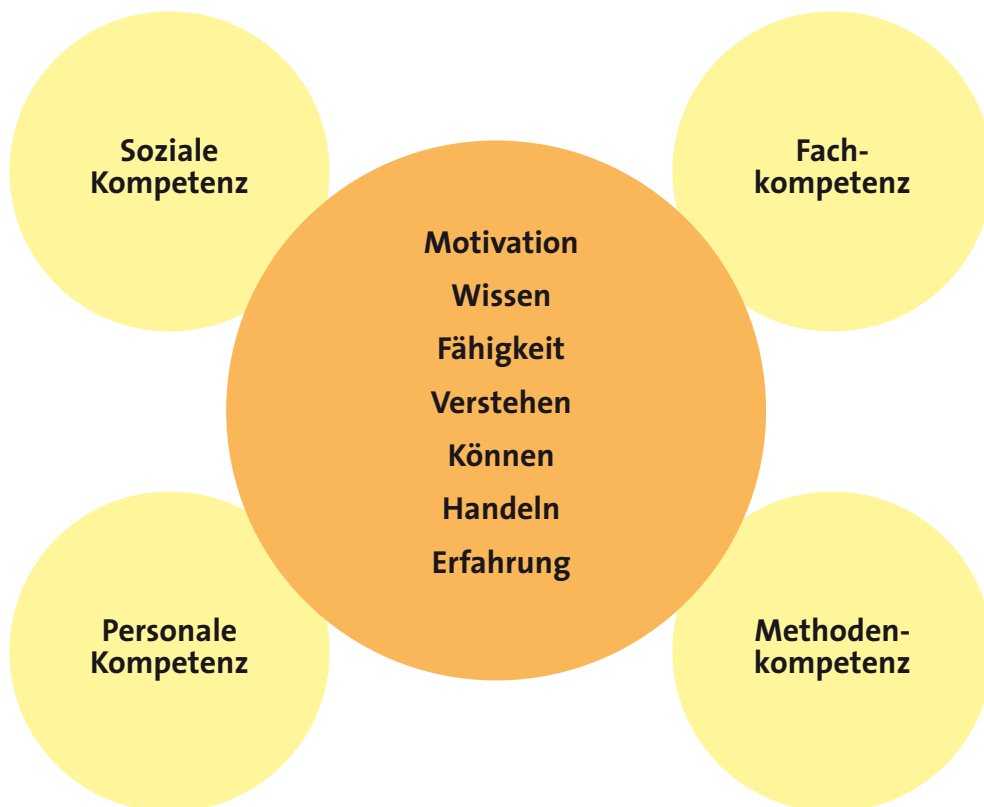 Soziale
Kompetenz
Fach-
kompetenz
Motivation
Wissen
Fähigkeit
Verstehen
Können
Handeln
Erfahrung
Personale
Kompetenz
Methoden-
kompetenz